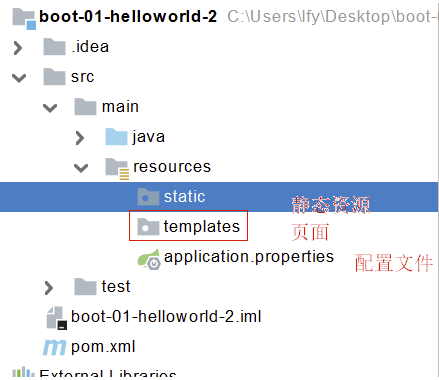 boot-01-helloworld-2 C:\Users\lfy\Desktop\boot-
.idea
src
main
java
resources
static 静态资源
templates 页面
application.properties 配置文件
test
boot-01-helloworld-2.iml
pom.xml
External Libraries